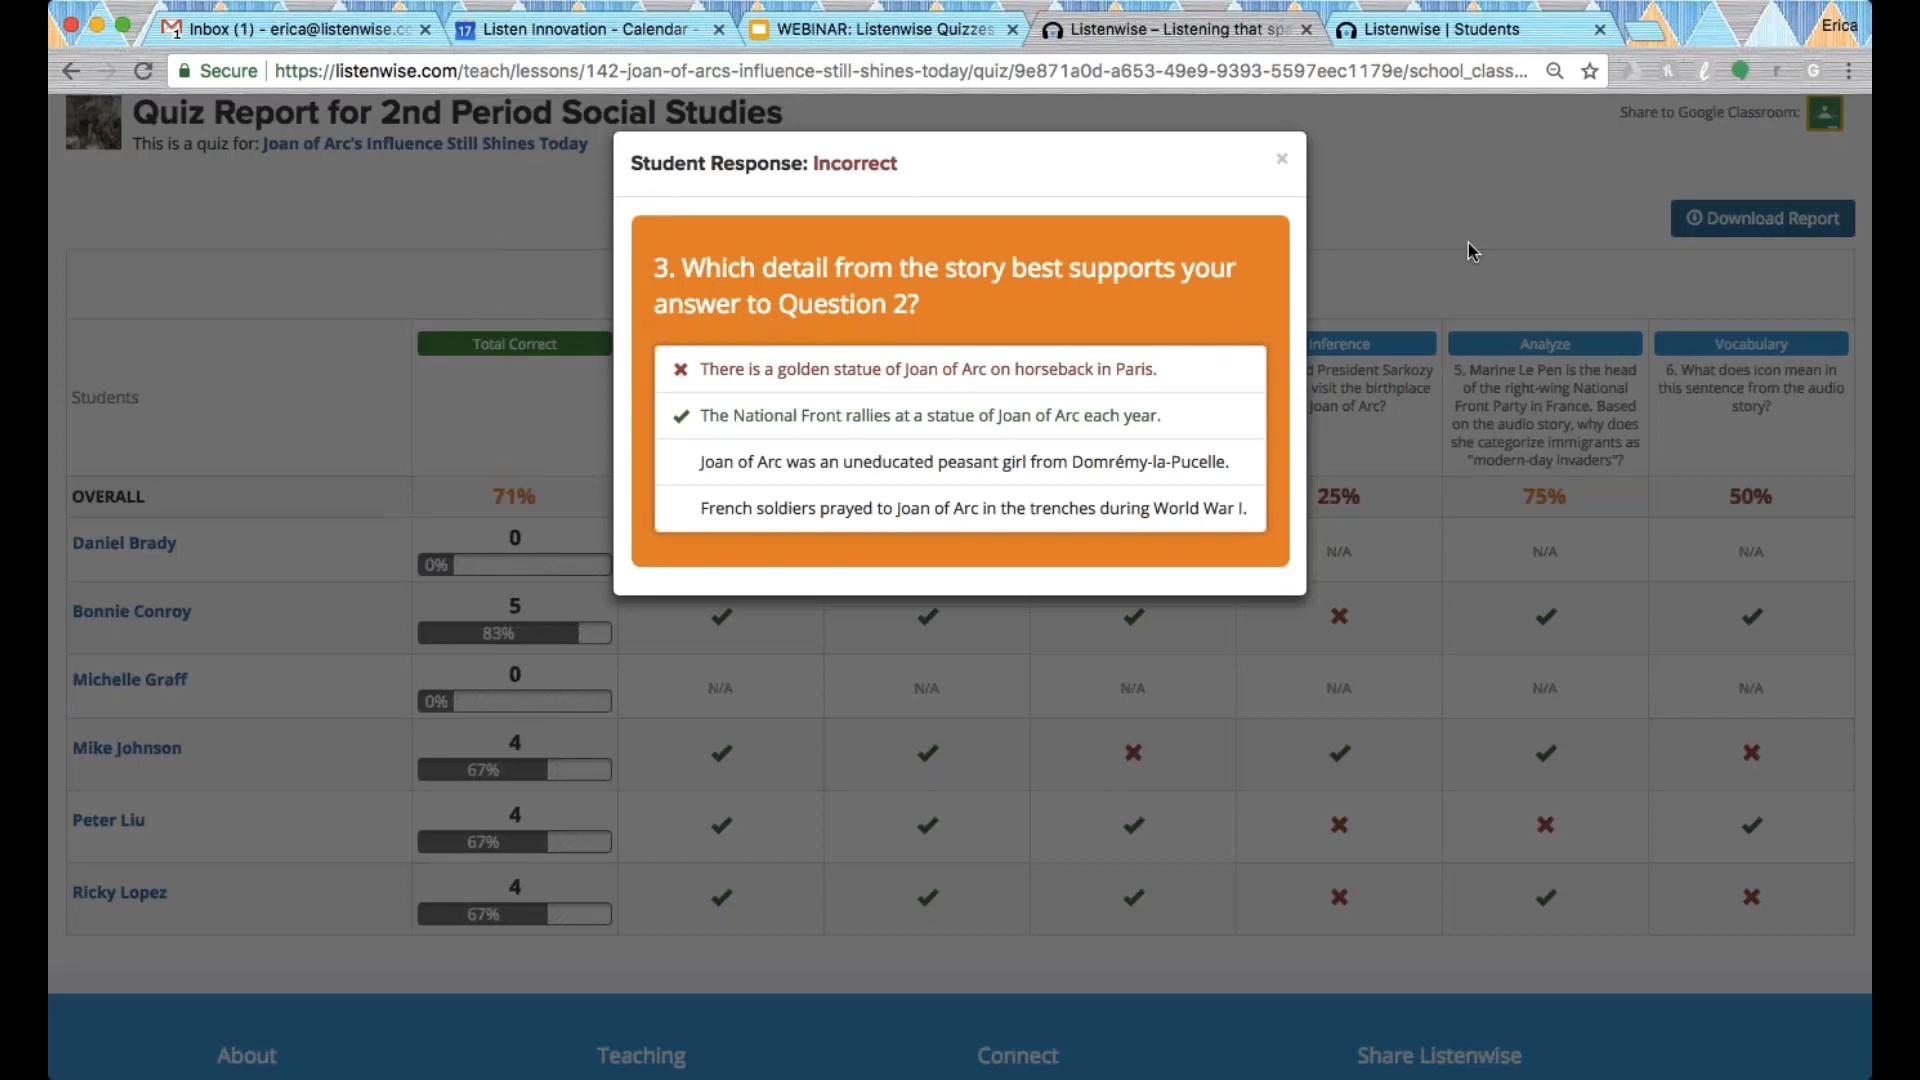 Inbox (1) - erica@listenwise.c
Listen Innovation - Calendar -
WEBINAR: Listenwise Quizzes
Listenwise – Listening that sp
Listenwise | Students
Erica
Secure
https://listenwise.com/teach/lessons/142-joan-of-arcs-influence-still-shines-today/quiz/9e871a0d-a653-49e9-9393-5597eec1179e/school_class...
Quiz Report for 2nd Period Social Studies
This is a quiz for: Joan of Arc's Influence Still Shines Today
Share to Google Classroom:
Download Report
Student Response: Incorrect
×
3. Which detail from the story best supports your
answer to Question 2?
There is a golden statue of Joan of Arc on horseback in Paris.
The National Front rallies at a statue of Joan of Arc each year.
Joan of Arc was an uneducated peasant girl from Domrémy-la-Pucelle.
French soldiers prayed to Joan of Arc in the trenches during World War I.
Students
Total Correct
Inference
President Sarkozy
visit the birthplace
Joan of Arc?
Analyze
5. Marine Le Pen is the head
of the right-wing National
Front Party in France. Based
on the audio story, why does
she categorize immigrants as
"modern-day invaders"?
Vocabulary
6. What does icon mean in
this sentence from the audio
story?
OVERALL 71% 25% 75% 50%
Daniel Brady 0 0% N/A N/A N/A
Bonnie Conroy 5 83%
Michelle Graff 0 0% N/A N/A N/A N/A N/A N/A
Mike Johnson 4 67%
Peter Liu 4 67%
Ricky Lopez 4 67%
About
Teaching
Connect
Share Listenwise